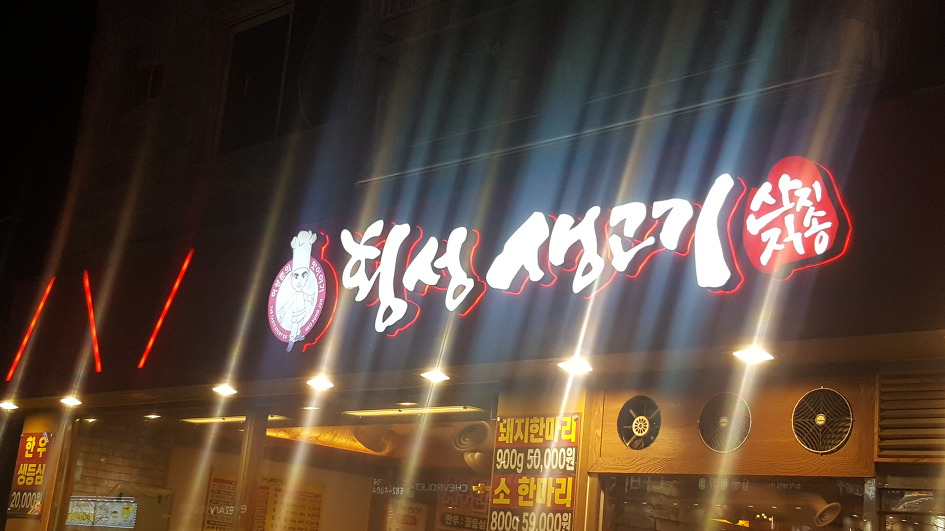 횡성 생고기
산지
직송
한우
생등심
20,000원
돼지한마리
900g 50,000원
소 한마리
800g 59,000원
CHEVROLET